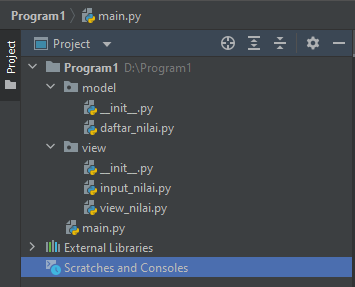 Program1 main.py
Project
Project
Program1 D:\Program1
model
__init__.py
daftar_nilai.py
view
__init__.py
input_nilai.py
view_nilai.py
main.py
External Libraries
Scratches and Consoles